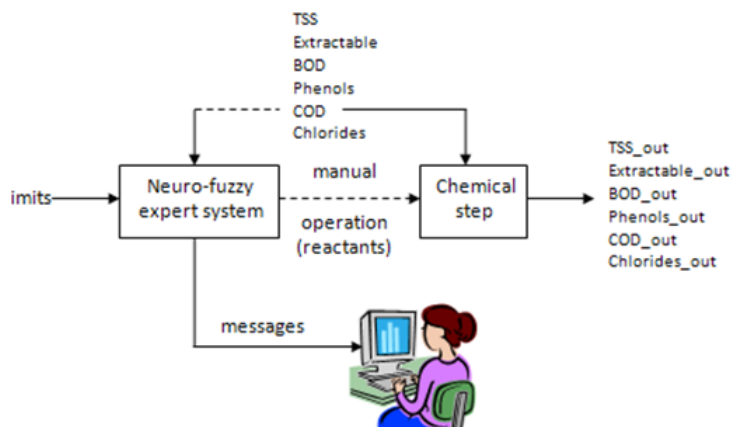 TSS
Extractable
BOD
Phenols
COD
Chlorides
imits
Neuro-fuzzy
expert system
manual
operation
(reactants)
Chemical
step
TSS_out
Extractable_out
BOD_out
Phenols_out
COD_out
Chlorides_out
messages